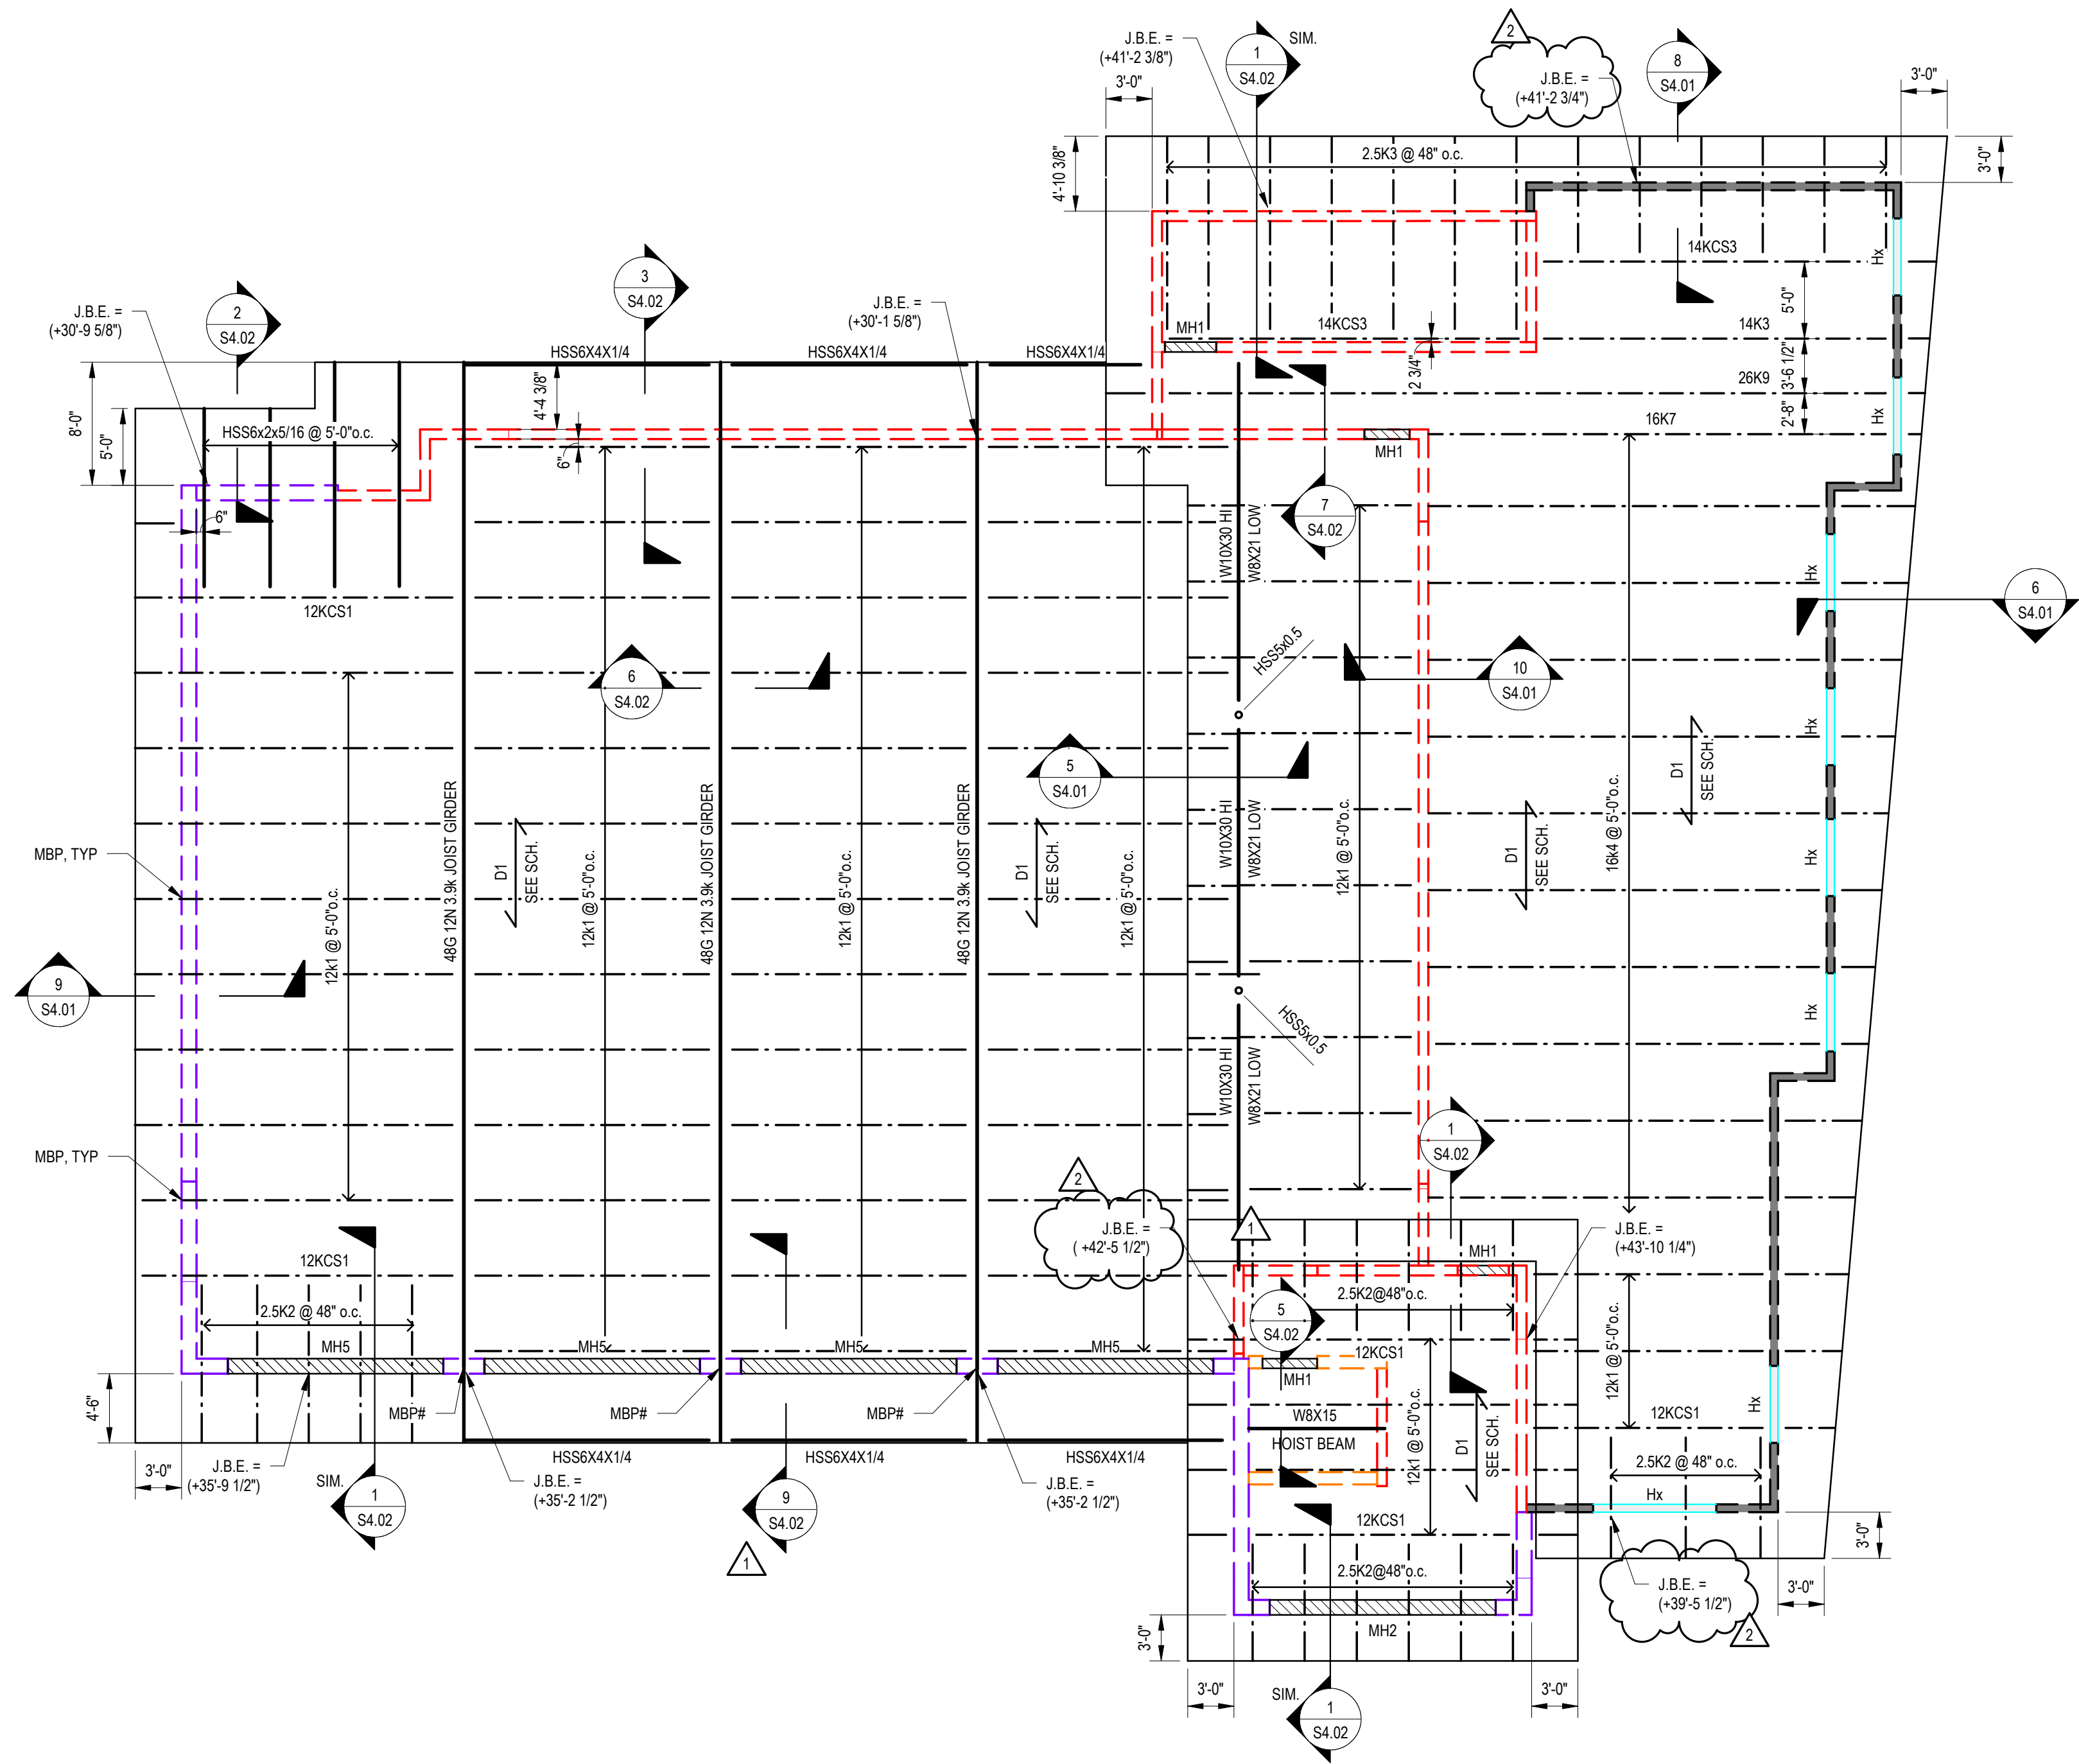 2
J.B.E. =
(+41'-2 3/8")
1
S4.02
SIM.
J.B.E. =
(+41'-2 3/4")
8
S4.01
3'-0"
3'-0"
4'-10 3/8"
2.5K3 @ 48" o.c.
3'-0"
14KCS3
Hx
5'-0"
2
S4.02
3
S4.02
J.B.E. =
(+30'-9 5/8")
J.B.E. =
(+30'-1 5/8")
MH1
14KCS3
14K3
HSS6X4X1/4
HSS6X4X1/4
HSS6X4X1/4
2 3/4"
3'-6 1/2"
26K9
8'-0"
5'-0"
4'-4 3/8"
2'-8"
Hx
16K7
HSS6x2x5/16 @ 5'-0"o.c.
6"
MH1
6"
7
S4.02
W10X30 HI
W8X21 LOW
Hx
6
S4.01
12KCS1
HSS5x0.5
6
S4.02
10
S4.01
Hx
D1
SEE SCH.
5
S4.01
48G 12N 3.9k JOIST GIRDER
48G 12N 3.9k JOIST GIRDER
48G 12N 3.9k JOIST GIRDER
W10X30 HI
W8X21 LOW
MBP, TYP
D1
SEE SCH.
D1
SEE SCH.
D1
SEE SCH.
Hx
12k1 @ 5'-0"o.c.
12k1 @ 5'-0"o.c.
12k1 @ 5'-0"o.c.
12k1 @ 5'-0"o.c.
12k1 @ 5'-0"o.c.
16k4 @ 5'-0"o.c.
9
S4.01
Hx
HSS5x0.5
W10X30 HI
W8X21 LOW
MBP, TYP
1
S4.02
2
J.B.E. =
( +42'-5 1/2")
1
J.B.E. =
(+43'-10 1/4")
12KCS1
MH1
2.5K2@48"o.c.
2.5K2 @ 48" o.c.
5
S4.02
MH5
MH5
MH5
MH5
12KCS1
MH1
12k1 @ 5'-0"o.c.
4'-6"
MBP#
MBP#
MBP#
W8X15
HOIST BEAM
12k1 @ 5'-0"o.c.
D1
SEE SCH.
12KCS1
Hx
HSS6X4X1/4
HSS6X4X1/4
HSS6X4X1/4
3'-0"
J.B.E. =
(+35'-9 1/2")
SIM.
1
S4.02
J.B.E. =
(+35'-2 1/2")
9
S4.02
J.B.E. =
(+35'-2 1/2")
2.5K2 @ 48" o.c.
Hx
12KCS1
3'-0"
1
2.5K2@48"o.c.
J.B.E. =
(+39'-5 1/2")
3'-0"
2
3'-0"
MH2
3'-0"
SIM.
1
S4.02
3'-0"